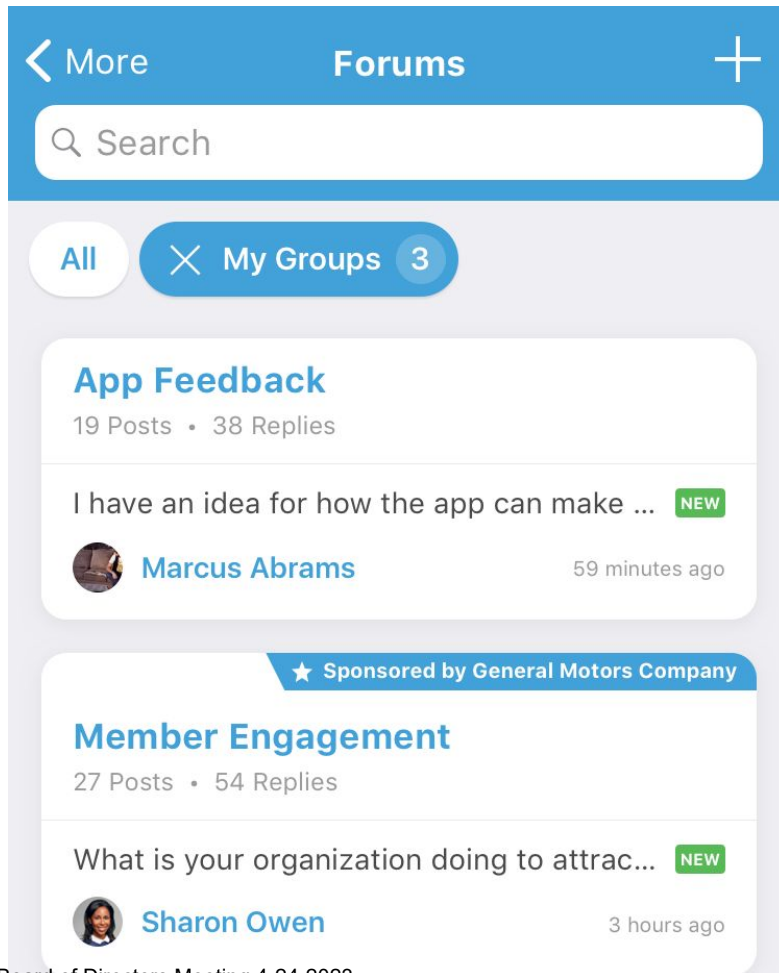 More
Forums
Search
All
My Groups 3
App Feedback
19 Posts • 38 Replies
I have an idea for how the app can make ... NEW
Marcus Abrams
59 minutes ago
Sponsored by General Motors Company
Member Engagement
27 Posts • 54 Replies
What is your organization doing to attrac... NEW
Sharon Owen
3 hours ago